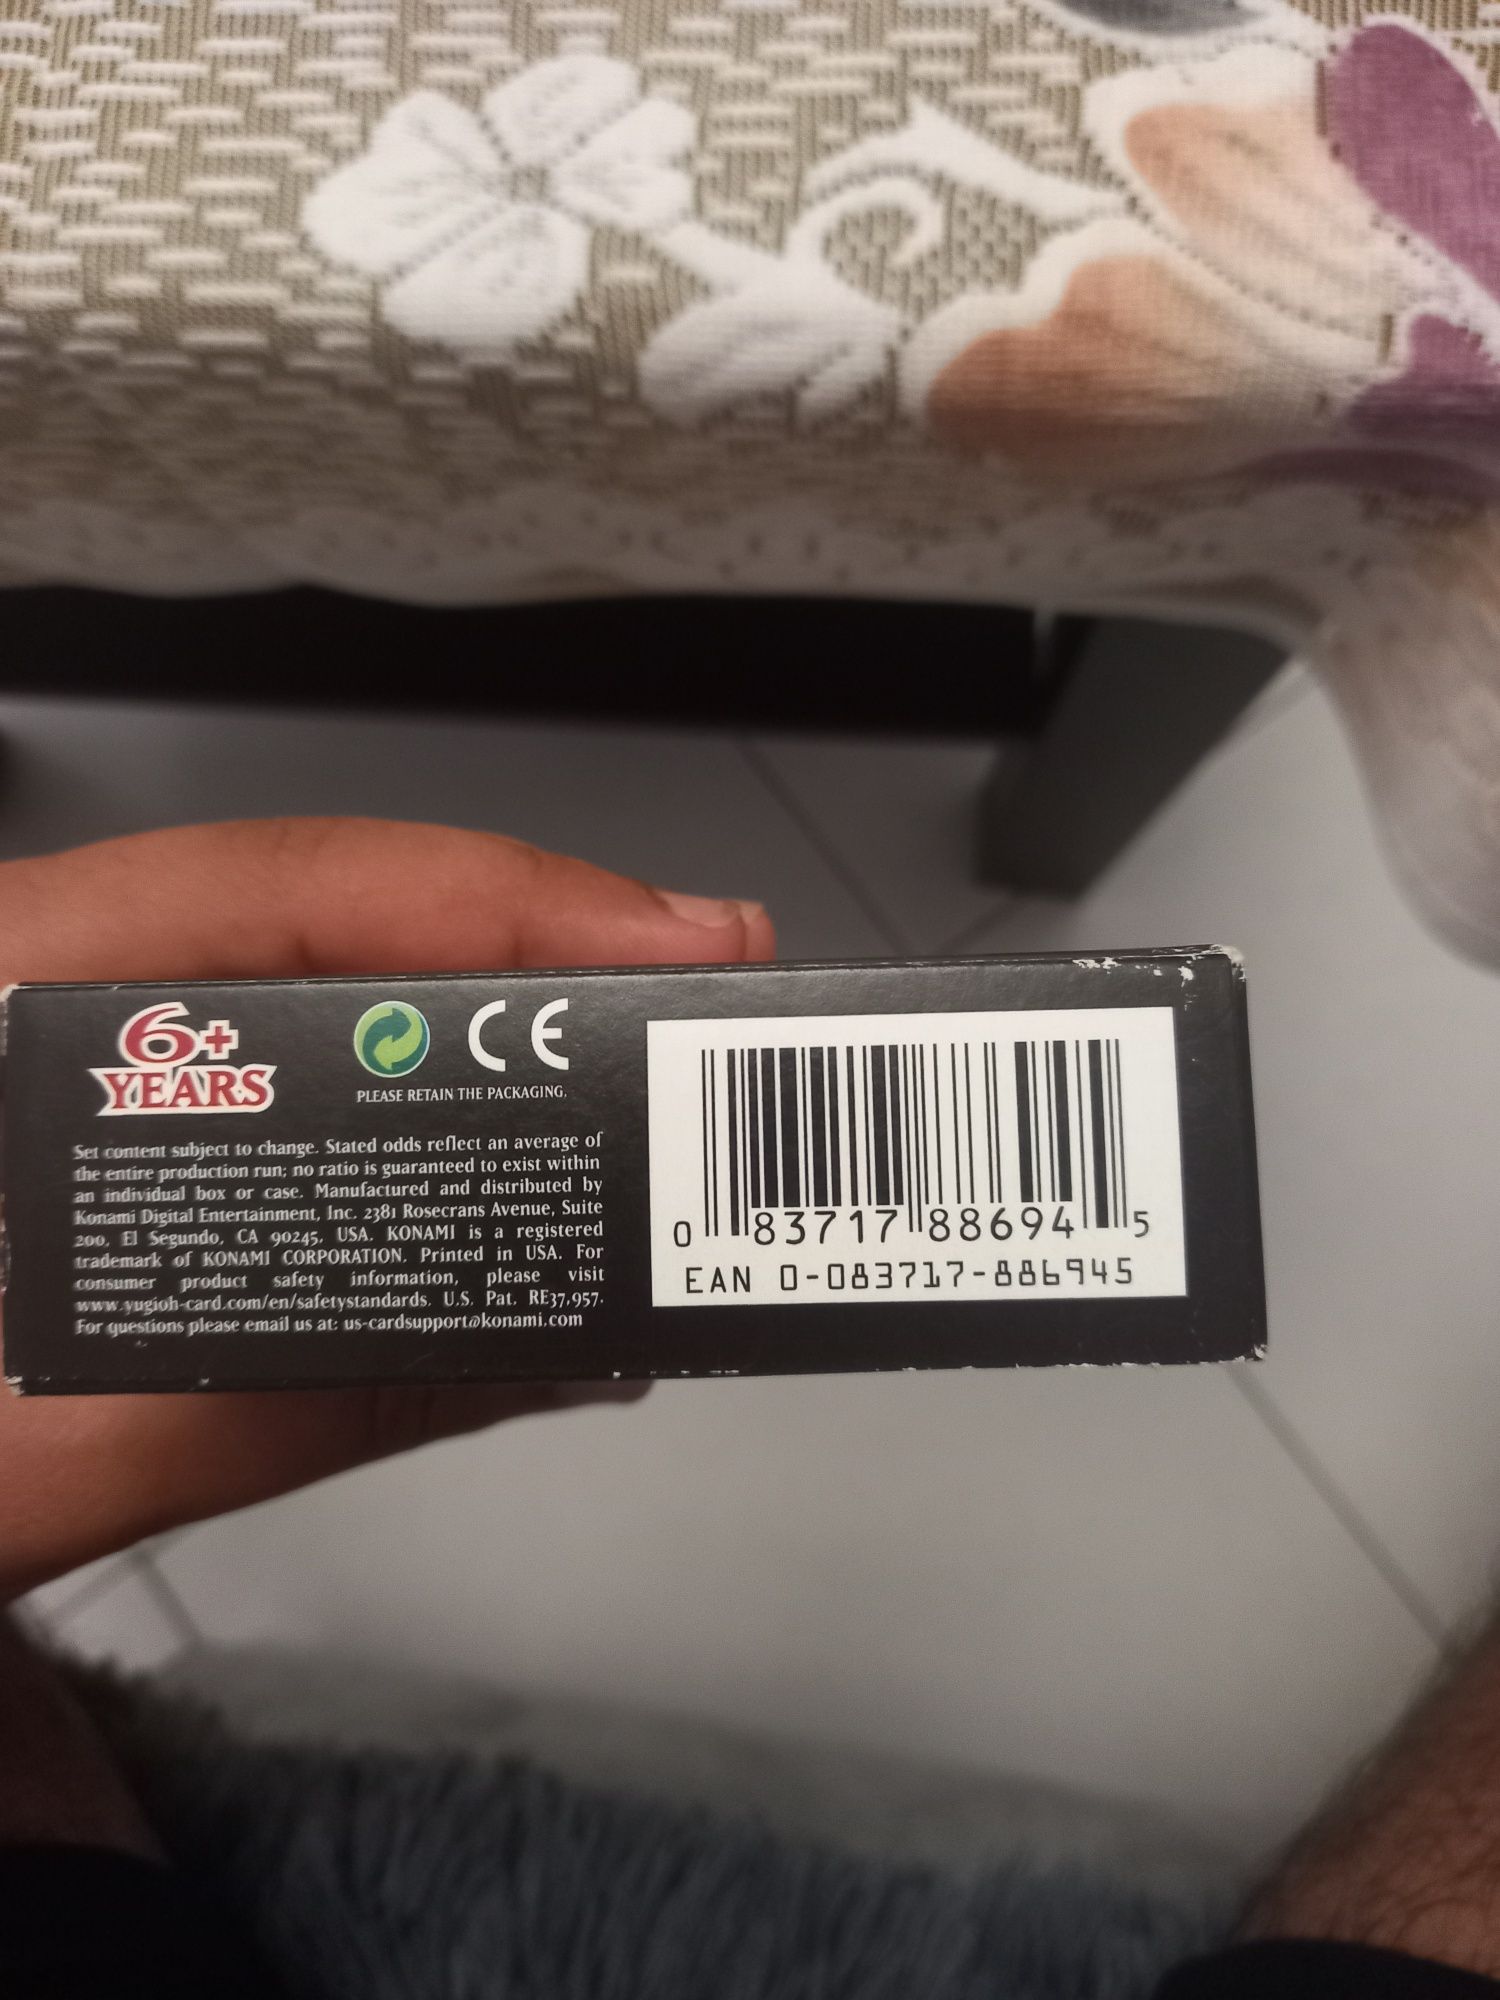 6+
YEARS
CE
PLEASE RETAIN THE PACKAGING.
Set content subject to change. Stated odds reflect an average of
the entire production run; no ratio is guaranteed to exist within
an individual box or case. Manufactured and distributed by
Konami Digital Entertainment, Inc. 2381 Rosecrans Avenue, Suite
200, El Segundo, CA 90245, USA. KONAMI is a registered
trademark of KONAMI CORPORATION. Printed in USA. For
consumer product safety information, please visit
www.yugioh-card.com/en/safetystandards. U.S. Pat. RE37,957.
For questions please email us at: us-cardsupport@konami.com
0 83717 88694 5
EAN 0-083717-886945